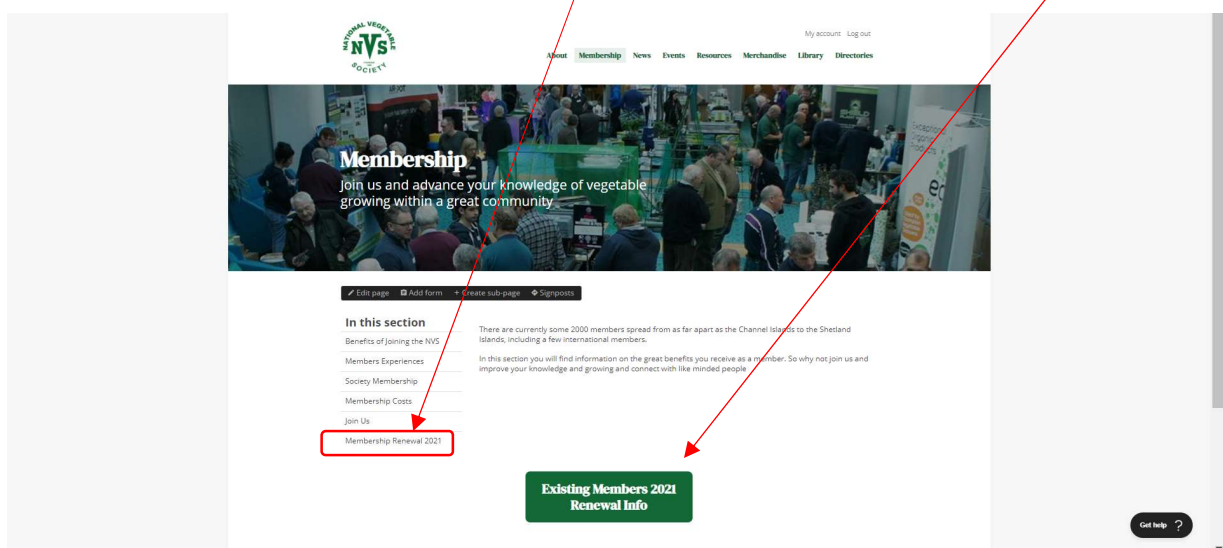 NATIONAL VEGETABLE
NVS
SOCIETY
My account Log out
About Membership News Events Resources Merchandise Library Directories
Membership
Join us and advance your knowledge of vegetable
growing within a great community
Exceptional
Organic
Products
Edit page Add form + Create sub-page Signposts
In this section
Benefits of Joining the NVS
Members Experiences
Society Membership
Membership Costs
Join Us
Membership Renewal 2021
There are currently some 2000 members spread from as far apart as the Channel Islands to the Shetland
Islands, including a few international members.
In this section you will find information on the great benefits you receive as a member. So why not join us and
improve your knowledge and growing and connect with like minded people
Existing Members 2021
Renewal Info
Get help ?